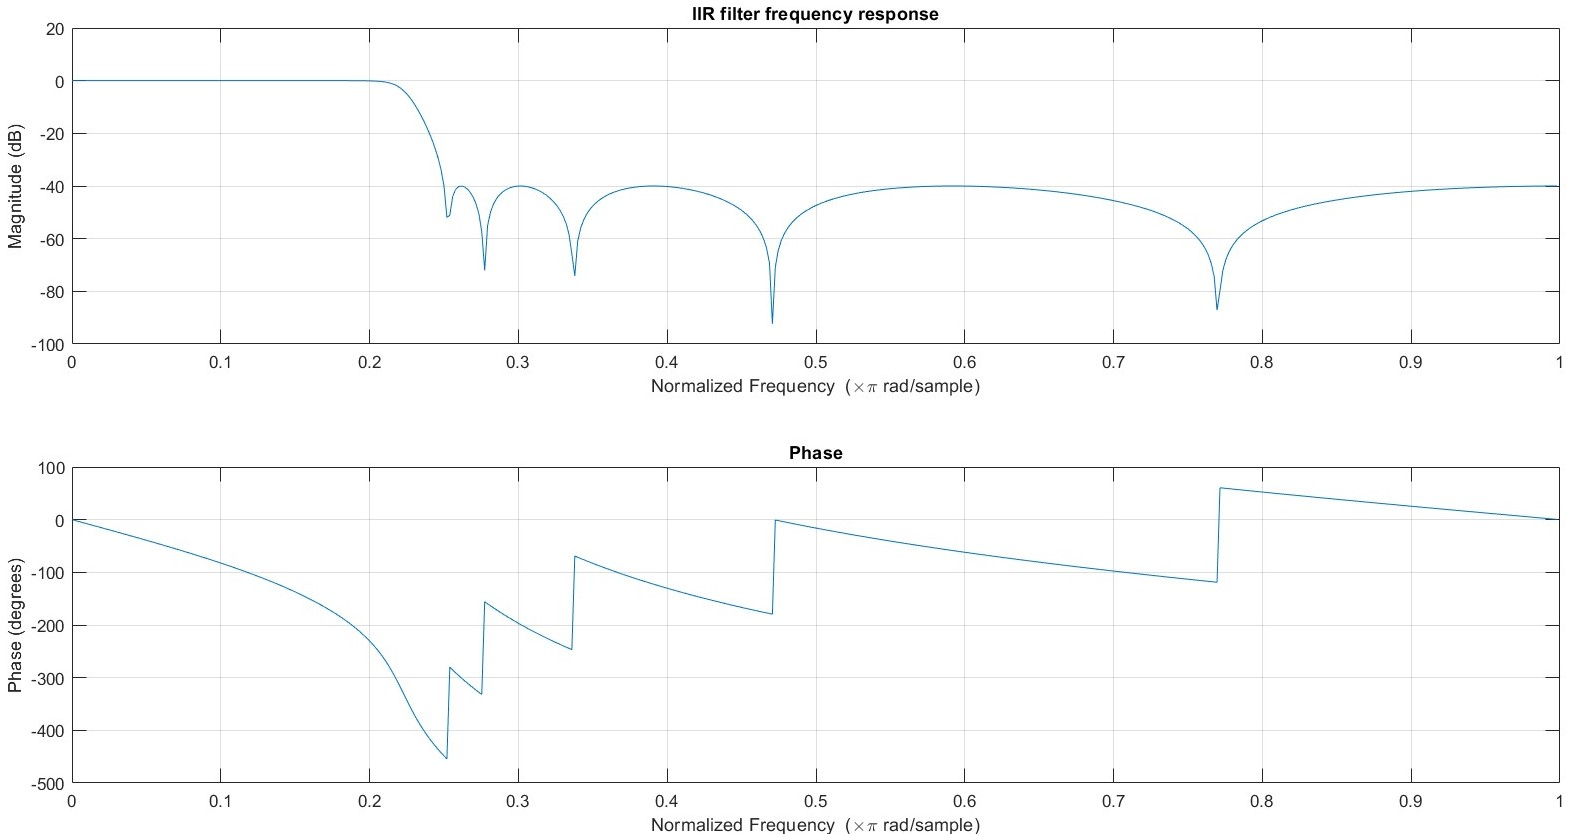 IIR filter frequency response
20
0
-20
-40
-60
-80
-100
Magnitude (dB)
0 0.1 0.2 0.3 0.4 0.5 0.6 0.7 0.8 0.9 1
Normalized Frequency (×π rad/sample)
Phase
100
0
-100
-200
-300
-400
-500
Phase (degrees)
0 0.1 0.2 0.3 0.4 0.5 0.6 0.7 0.8 0.9 1
Normalized Frequency (×π rad/sample)